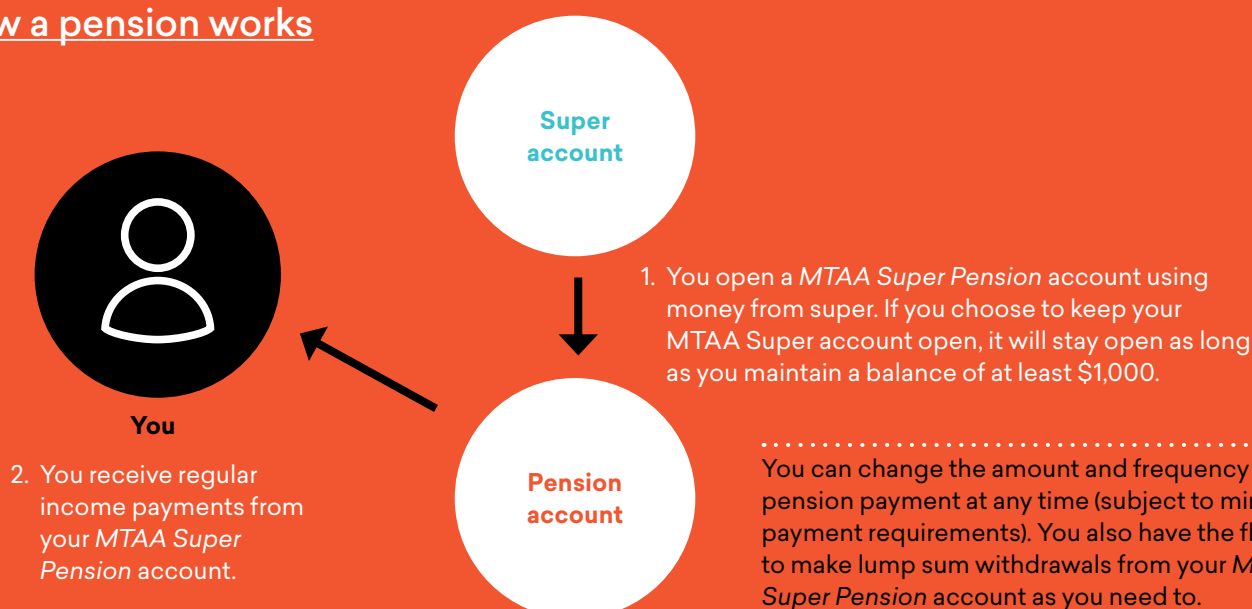 a pension works
Super
account
1. You open a MTAA Super Pension account using
money from super. If you choose to keep your
MTAA Super account open, it will stay open as long
as you maintain a balance of at least $1,000.
You
2. You receive regular
income payments from
your MTAA Super
Pension account.
Pension
account
You can change the amount and frequency
pension payment at any time (subject to
payment requirements). You also have the
to make lump sum withdrawals from your
Super Pension account as you need to.